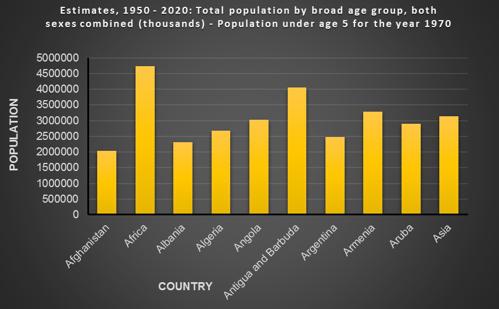 Estimates, 1950 - 2020: Total population by broad age group, both
sexes combined (thousands) - Population under age 5 for the year 1970
POPULATION
5000000
4500000
4000000
3500000
3000000
2500000
2000000
1500000
1000000
500000
0
Afghanistan
Africa
Albania
Algeria
Angola
Antigua and Barbuda
Argentina
Armenia
Aruba
Asia
COUNTRY